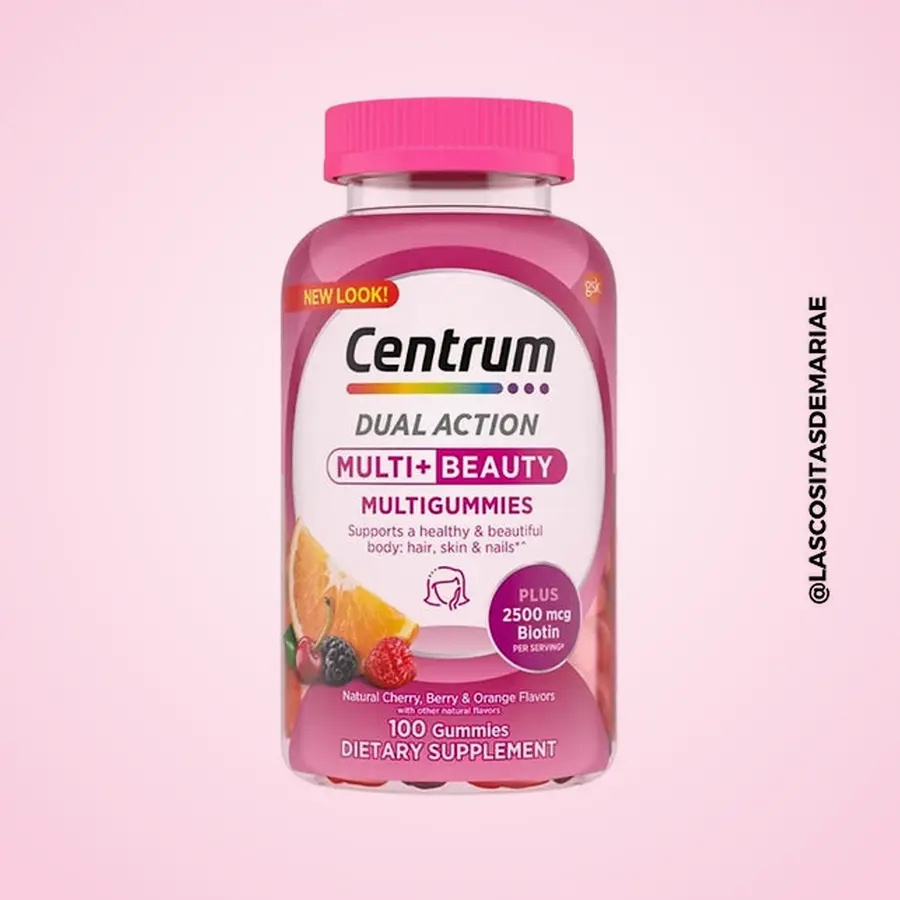 NEW LOOK!
gsk
Centrum
DUAL ACTION
MULTI+ BEAUTY
MULTIGUMMIES
Supports a healthy & beautiful
body: hair, skin & nails*^
PLUS
2500 mcg
Biotin
PER SERVING^
Natural Cherry, Berry & Orange Flavors
with other natural flavors
100 Gummies
DIETARY SUPPLEMENT
@LASCOSITASDEMARIAE